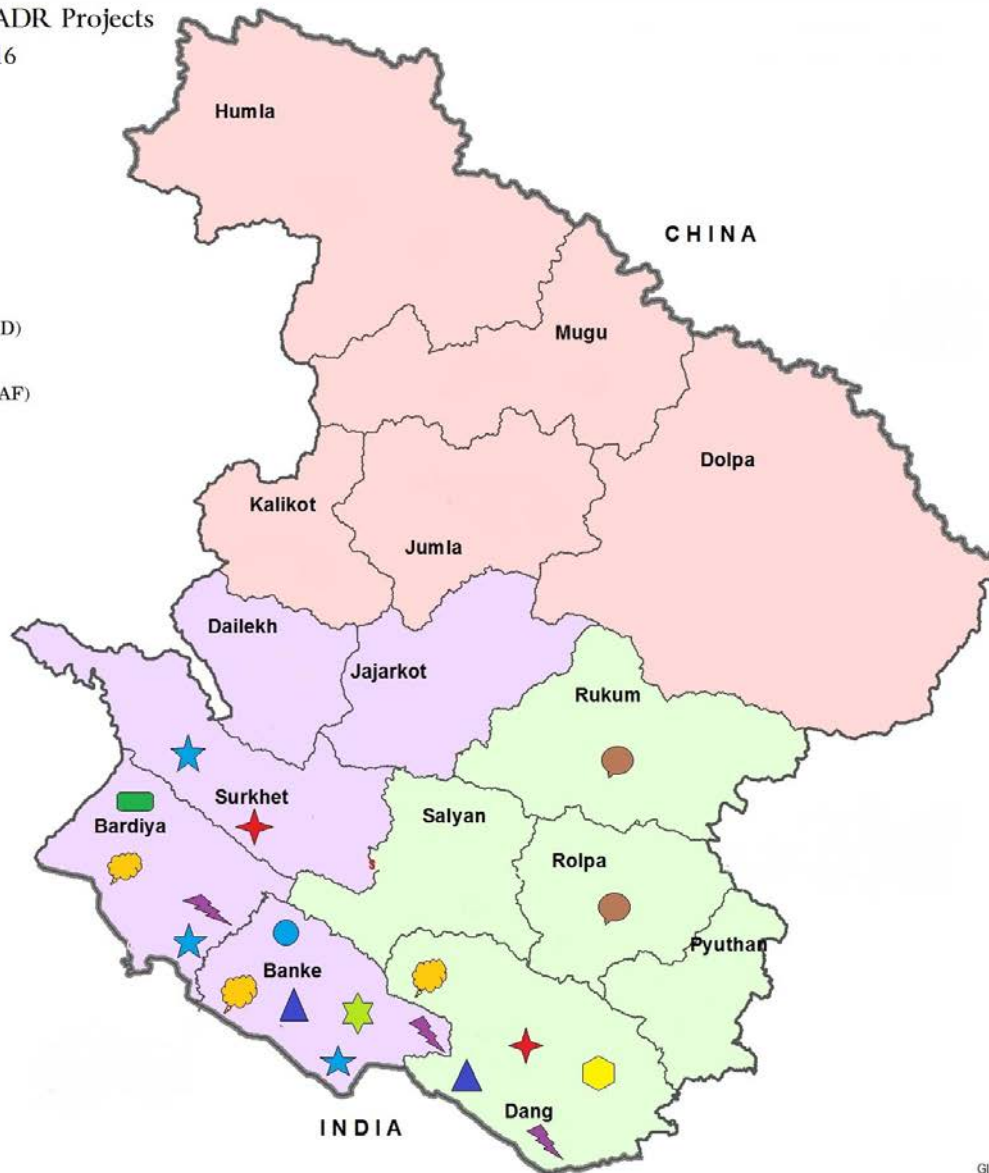 ADR Projects
16
Humla
CHINA
D)
Mugu
AF)
Dolpa
Kalikot
Jumla
Dailekh
Jajarkot
Rukum
Surkhet
Salyan
Bardiya
Rolpa
S
Pyuthan
Banke
Dang
INDIA